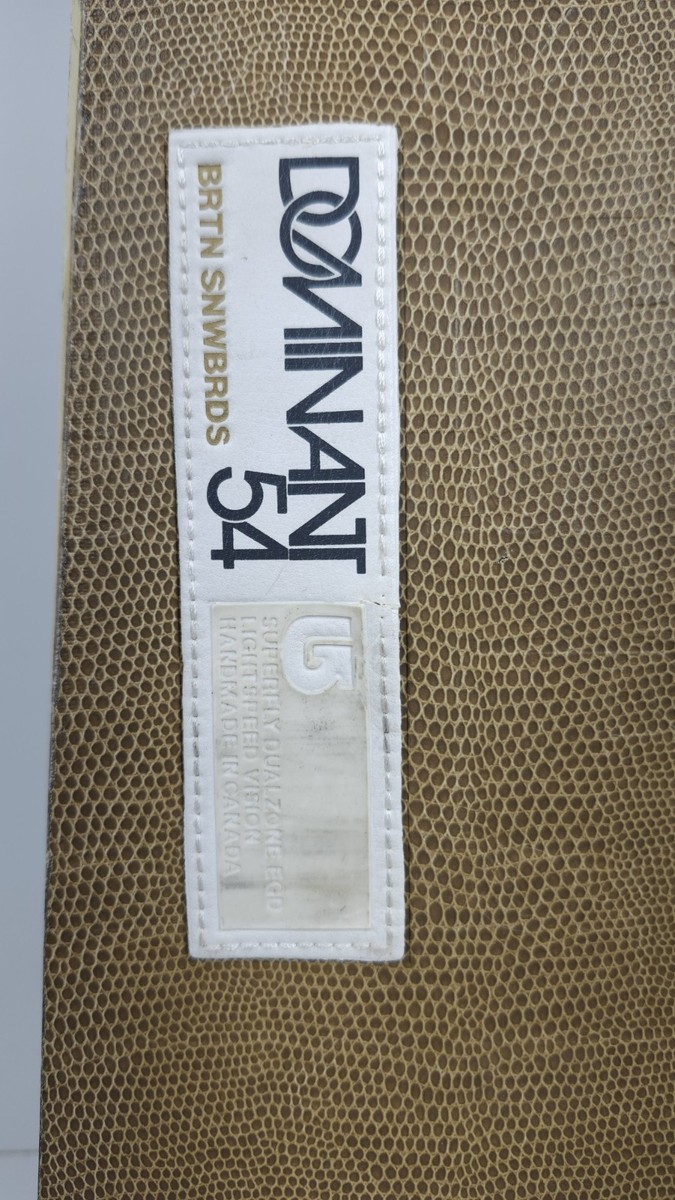 DOMINANT
BRTN SNWBRDS 54
SUPERFLY DUALZONE EGD
LIGHTSPEED VISION
HANDMADE IN CANADA